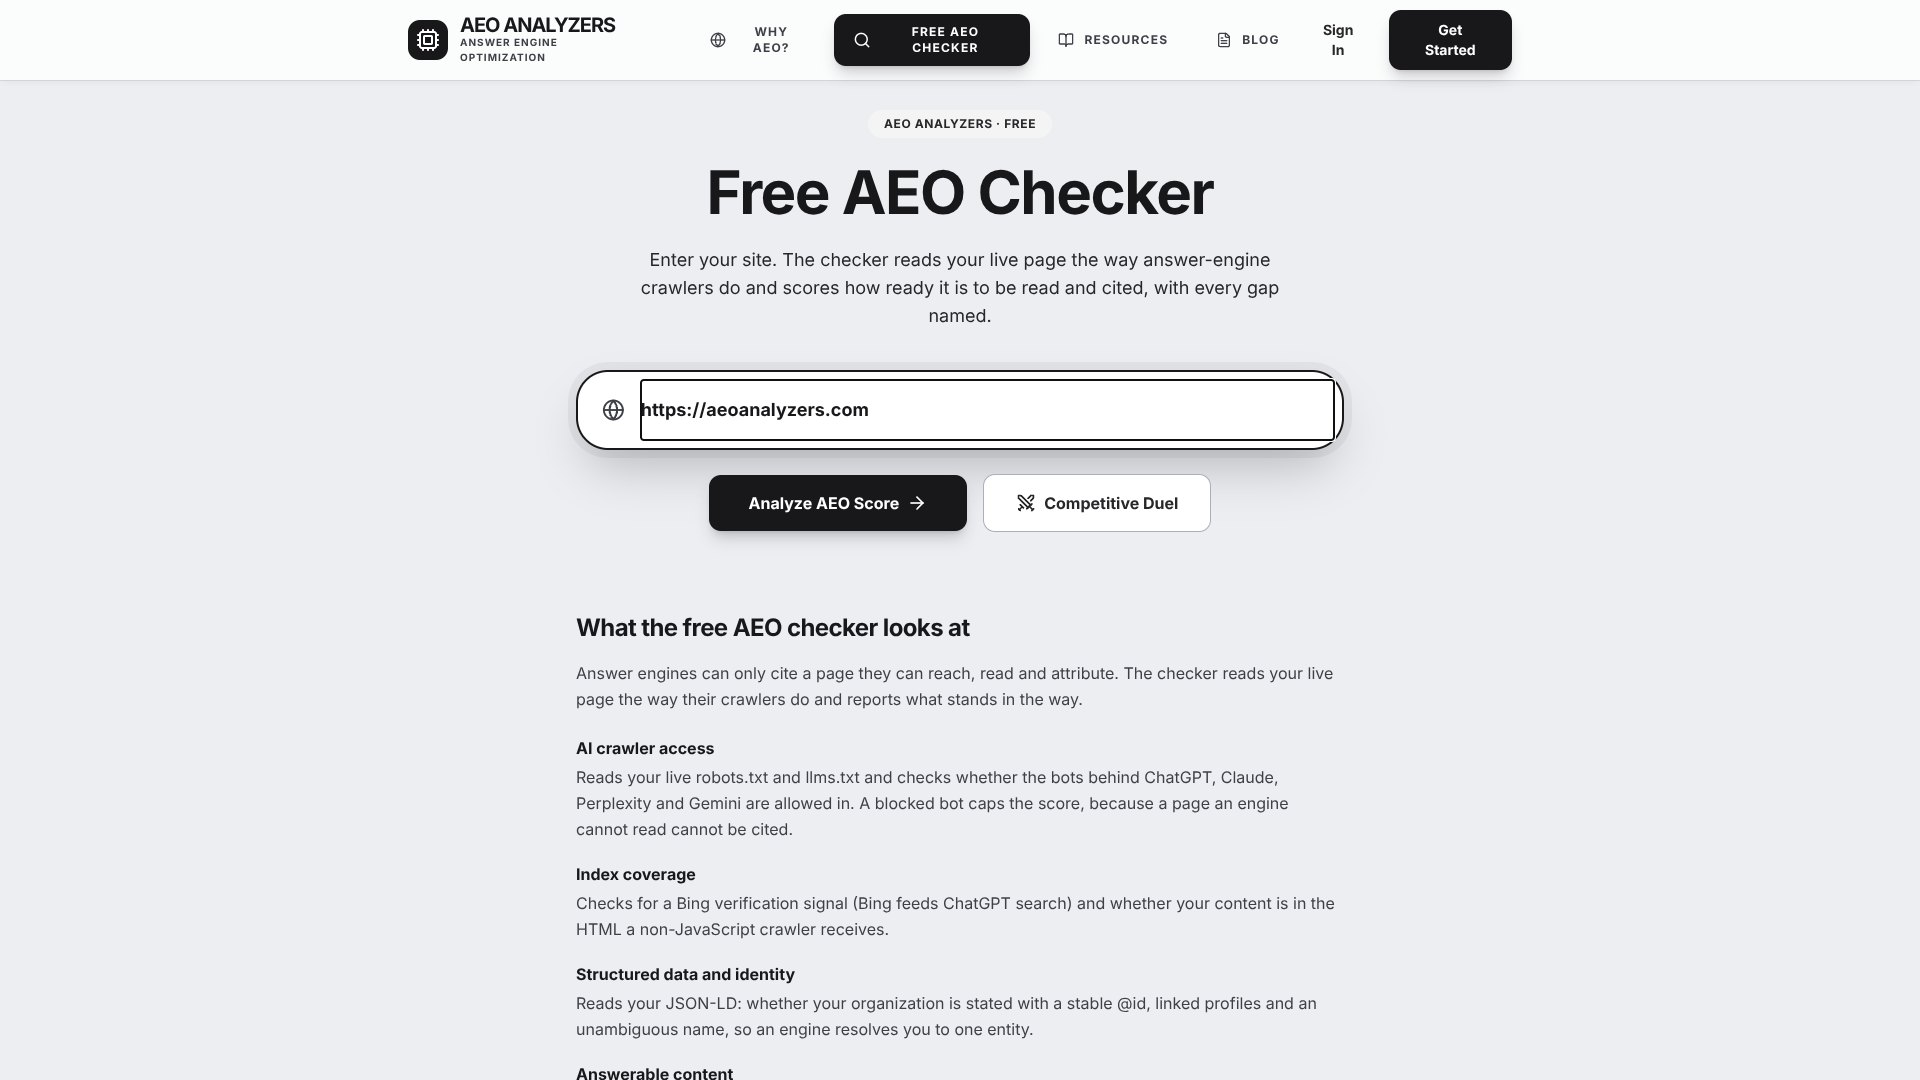 AEO ANALYZERS
ANSWER ENGINE
OPTIMIZATION
WHY
AEO?
FREE AEO
CHECKER
RESOURCES
BLOG
Sign
In
Get
Started
AEO ANALYZERS · FREE
Free AEO Checker
Enter your site. The checker reads your live page the way answer-engine
crawlers do and scores how ready it is to be read and cited, with every gap
named.
https://aeoanalyzers.com
Analyze AEO Score
Competitive Duel
What the free AEO checker looks at
Answer engines can only cite a page they can reach, read and attribute. The checker reads your live
page the way their crawlers do and reports what stands in the way.
AI crawler access
Reads your live robots.txt and llms.txt and checks whether the bots behind ChatGPT, Claude,
Perplexity and Gemini are allowed in. A blocked bot caps the score, because a page an engine
cannot read cannot be cited.
Index coverage
Checks for a Bing verification signal (Bing feeds ChatGPT search) and whether your content is in the
HTML a non-JavaScript crawler receives.
Structured data and identity
Reads your JSON-LD: whether your organization is stated with a stable @id, linked profiles and an
unambiguous name, so an engine resolves you to one entity.
Answerable content